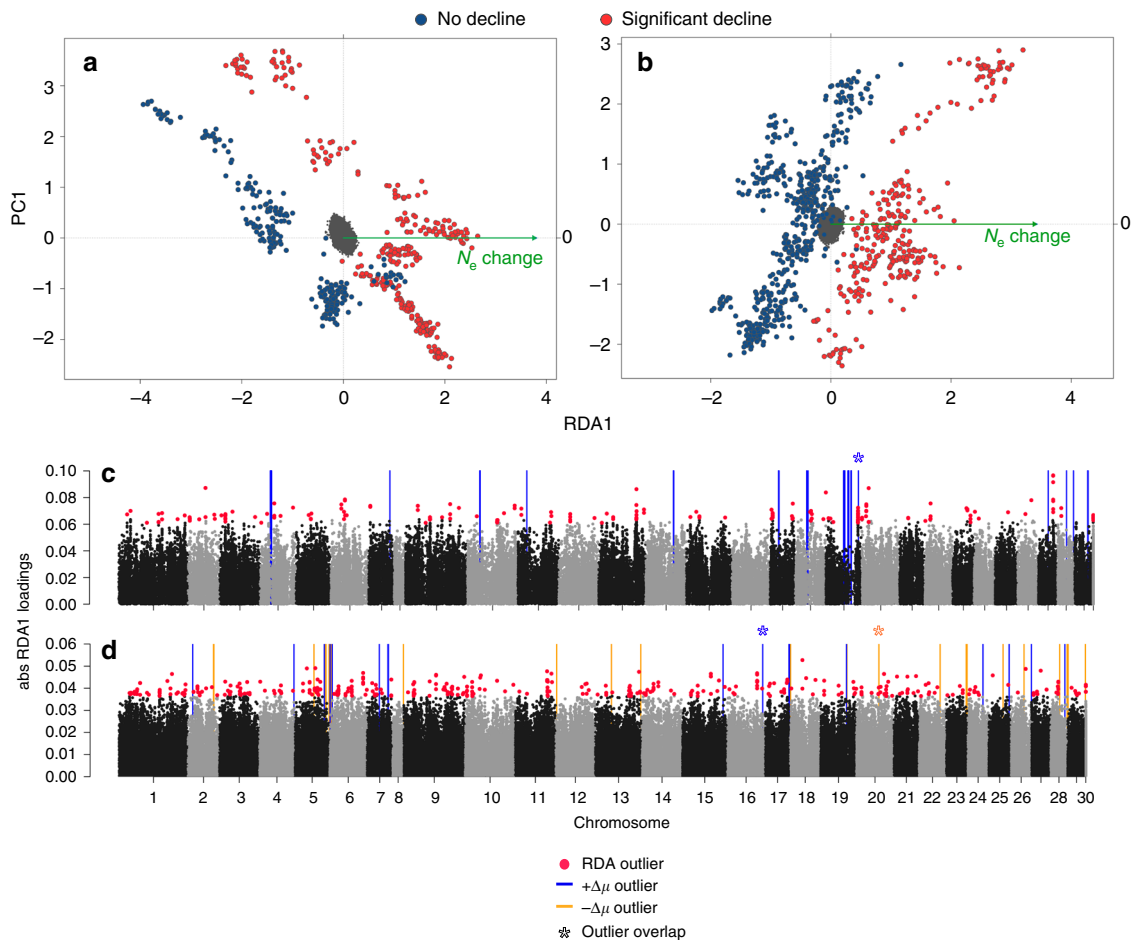 No decline Significant decline
a b
PC1
3
2
1
0
−1
−2
3
2
1
0
−1
−2
0
0
Ne change
Ne change
−4 −2 0 2 4
−2 0 2 4
RDA1
c
0.10
0.08
0.06
0.04
0.02
0.00
abs RDA1 loadings
d
0.06
0.05
0.04
0.03
0.02
0.01
0.00
1 2 3 4 5 6 7 8 9 10 11 12 13 14 15 16 17 18 19 20 21 22 23 24 25 26 28 30
Chromosome
RDA outlier
+Δμ outlier
−Δμ outlier
Outlier overlap